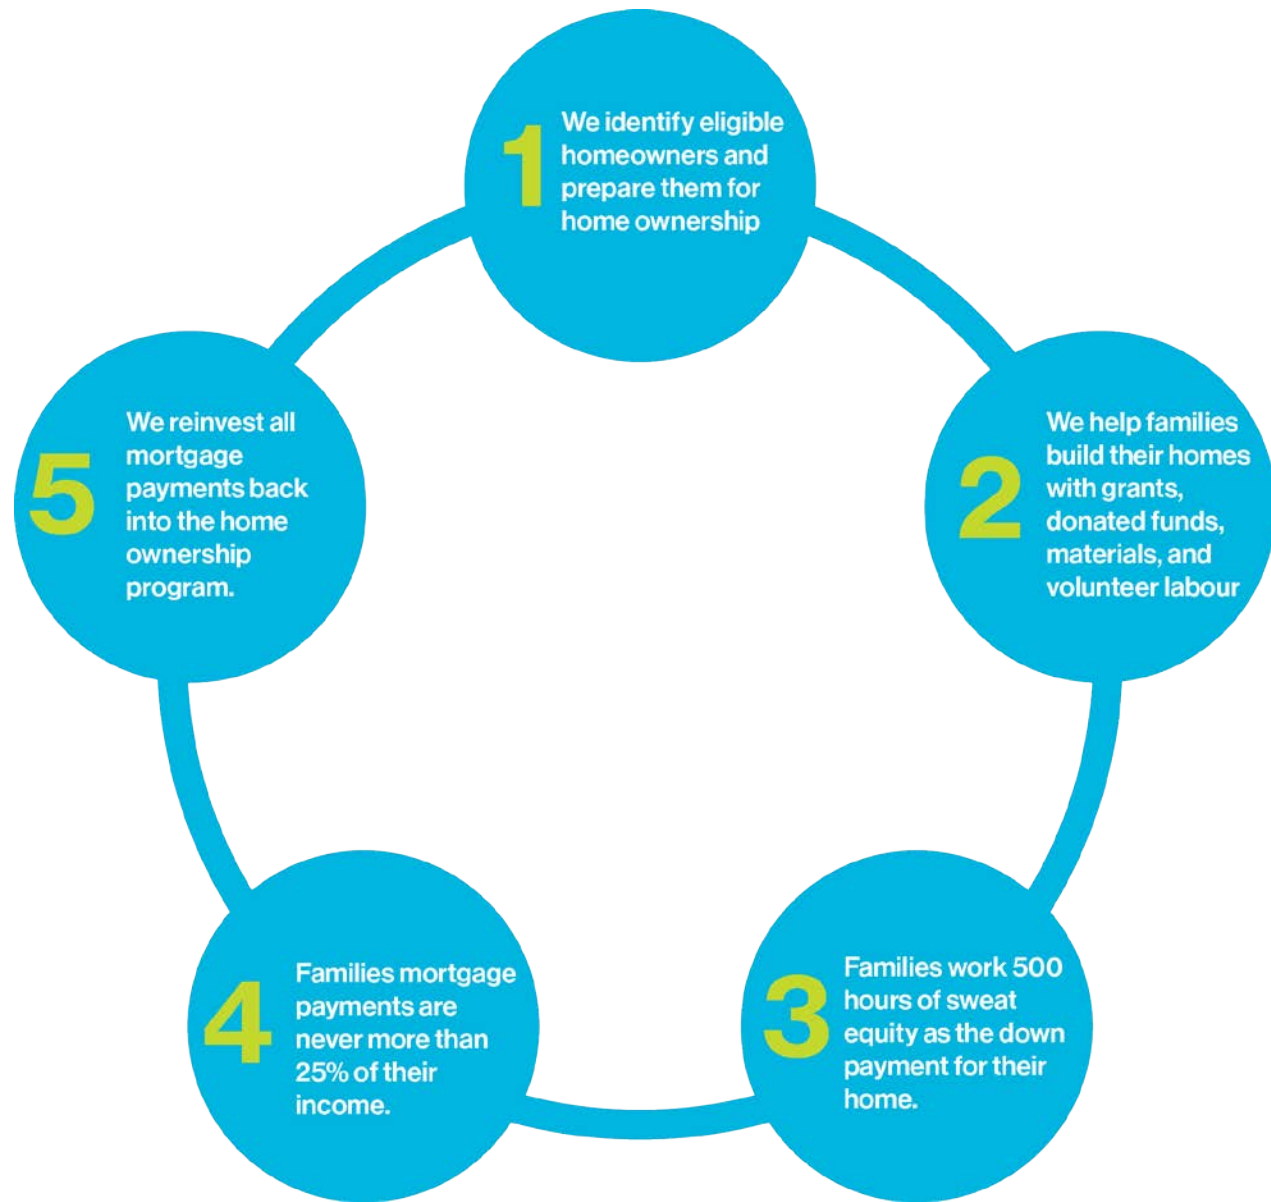 1
We identify eligible
homeowners and
prepare them for
home ownership
2
We help families
build their homes
with grants,
donated funds,
materials, and
volunteer labour
3
Families work 500
hours of sweat
equity as the down
payment for their
home.
4
Families mortgage
payments are
never more than
25% of their
income.
5
We reinvest all
mortgage
payments back
into the home
ownership
program.